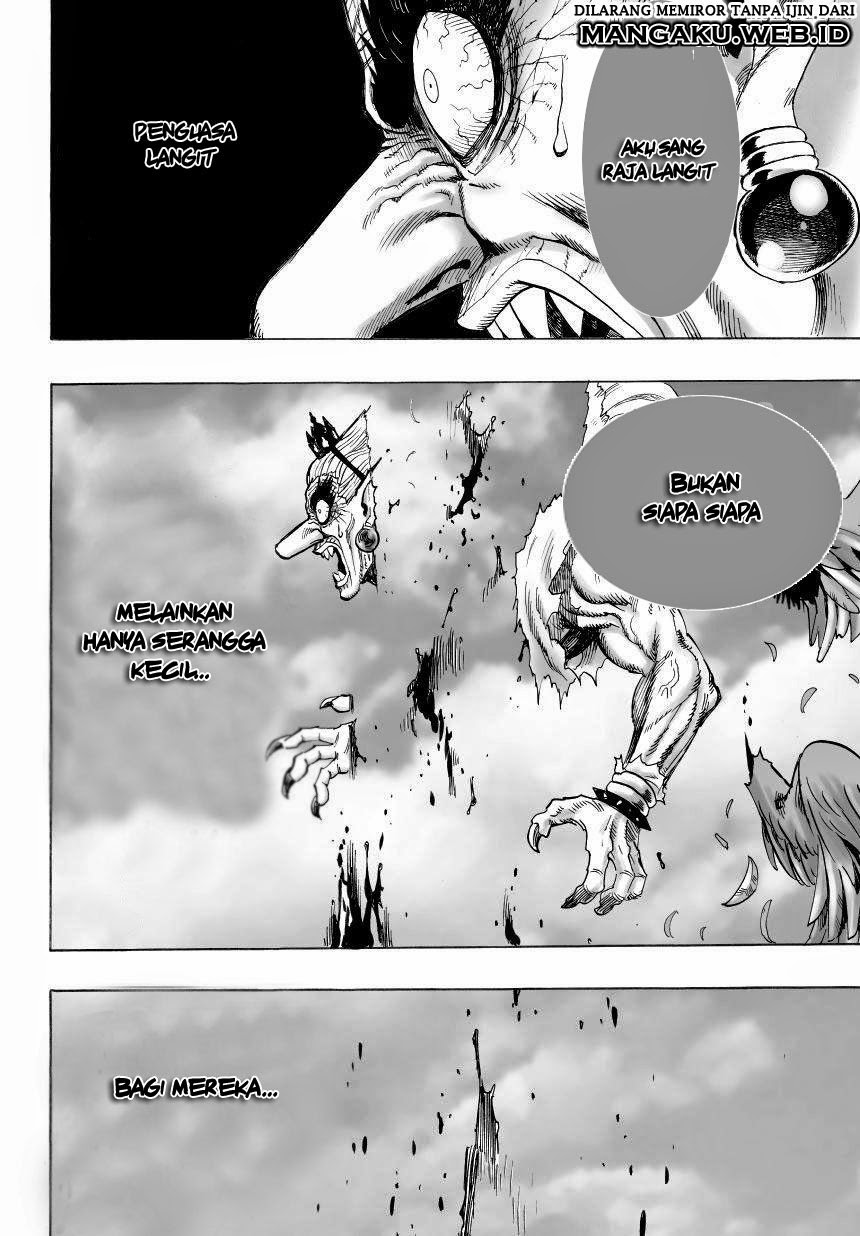 DILARANG MEMIROR TANPA IJIN DARI
MANGAKU.WEB.ID
AKU SANG
RAJA LANGIT
PENGUASA
LANGIT
BUKAN
SIAPA SIAPA
MELAINKAN
HANYA SERANGGA
KECIL..
BAGI MEREKA...